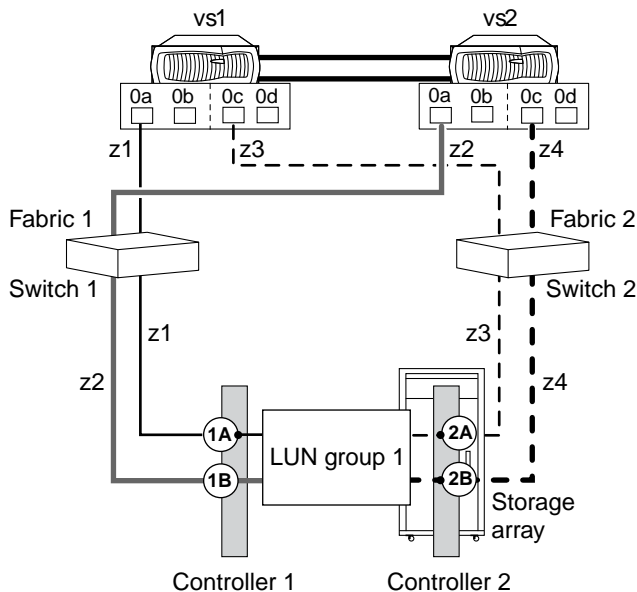 vs1 vs2
0a 0b 0c 0d 0a 0b 0c 0d
z1 z3 z2 z4
Fabric 1 Fabric 2
Switch 1 Switch 2
z1 z3
z2 z4
1A LUN group 1 2A
1B 2B
Storage
array
Controller 1 Controller 2